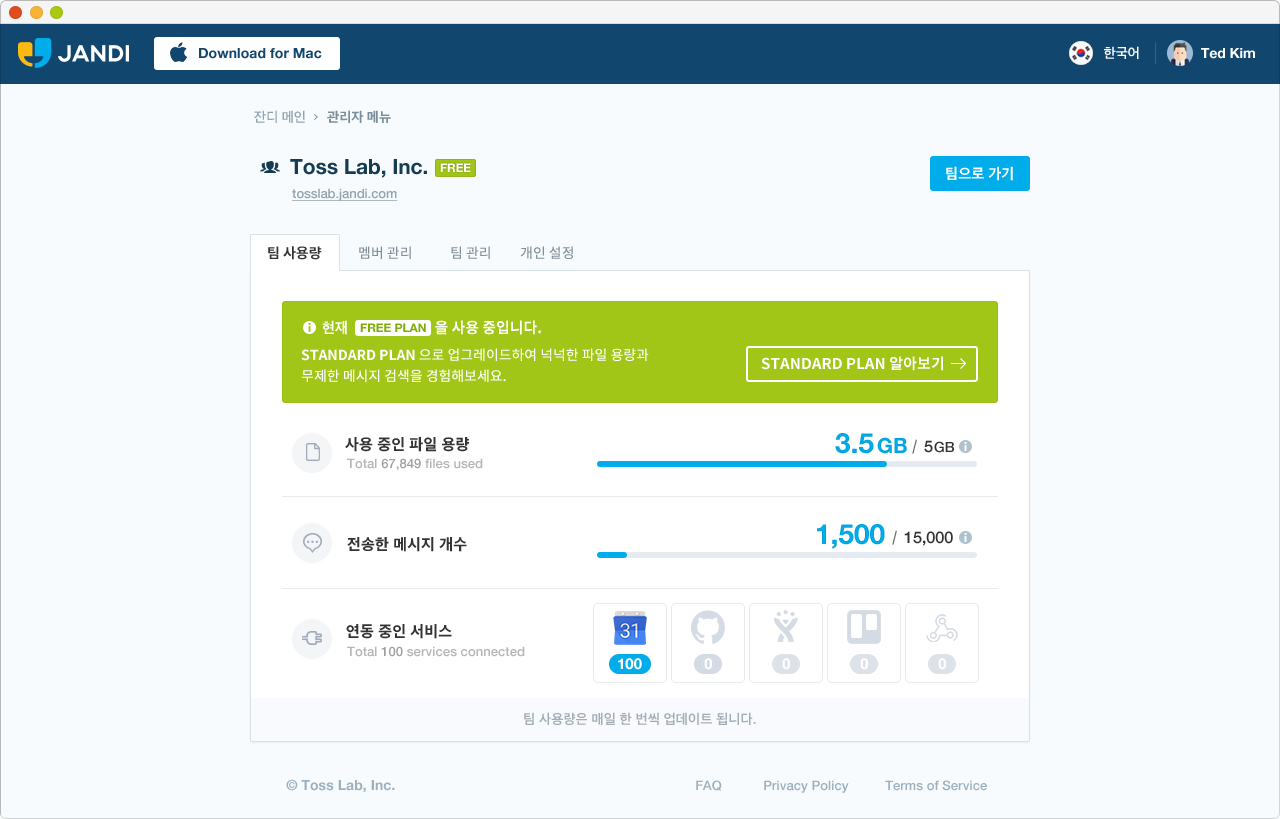 JANDI
Download for Mac
한국어
Ted Kim
잔디 메인 › 관리자 메뉴
Toss Lab, Inc. FREE
tosslab.jandi.com
팀으로 가기
팀 사용량
멤버 관리
팀 관리
개인 설정
현재 FREE PLAN 을 사용 중입니다.
STANDARD PLAN 으로 업그레이드하여 넉넉한 파일 용량과
무제한 메시지 검색을 경험해보세요.
STANDARD PLAN 알아보기 →
사용 중인 파일 용량
Total 67,849 files used
3.5GB / 5GB
전송한 메시지 개수
1,500 / 15,000
연동 중인 서비스
Total 100 services connected
31
100
0
0
0
0
팀 사용량은 매일 한 번씩 업데이트 됩니다.
© Toss Lab, Inc.
FAQ
Privacy Policy
Terms of Service